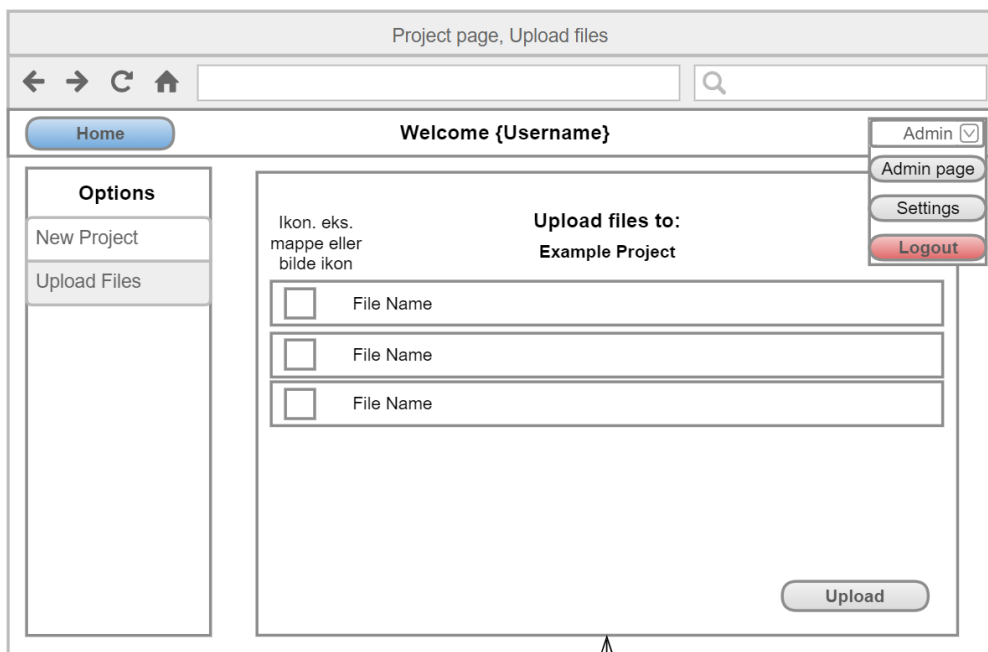 Project page, Upload files
Home
Welcome {Username}
Admin
Admin page
Settings
Logout
Options
New Project
Upload Files
Ikon. eks.
mappe eller
bilde ikon
Upload files to:
Example Project
File Name
File Name
File Name
Upload